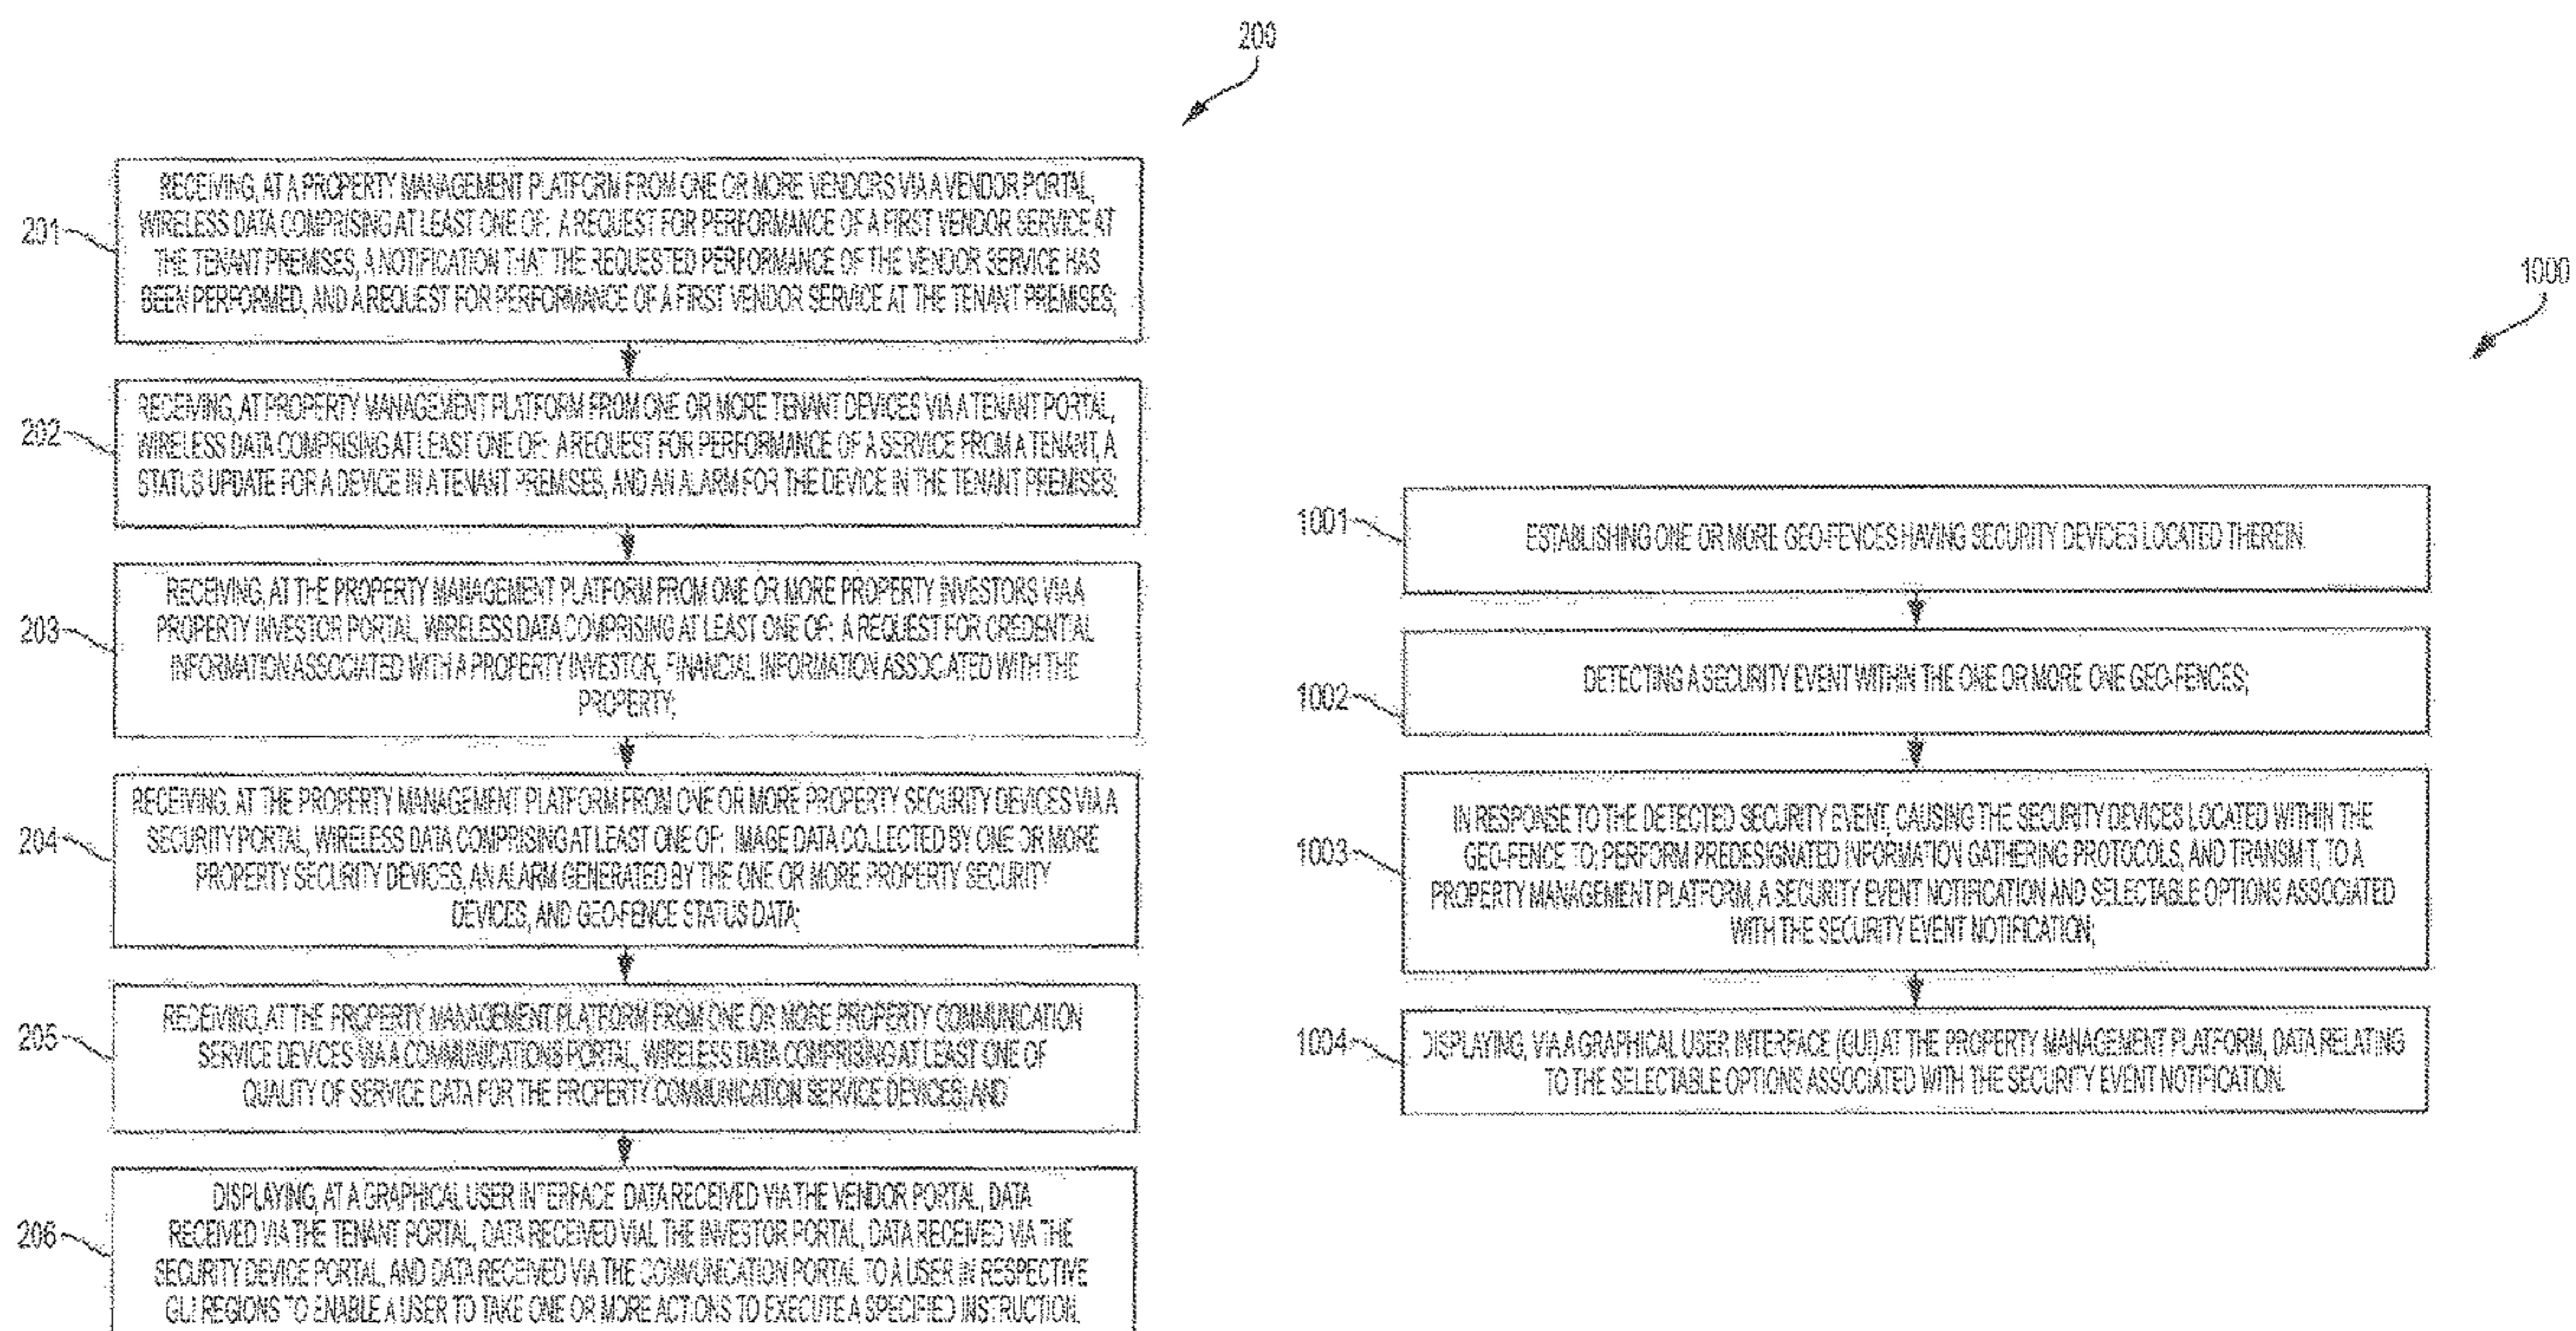 200
201
RECEIVING, AT A PROPERTY MANAGEMENT PLATFORM FROM ONE OR MORE VENDORS VIA A VENDOR PORTAL,
WIRELESS DATA COMPRISING AT LEAST ONE OF: A REQUEST FOR PERFORMANCE OF A FIRST VENDOR SERVICE AT
THE TENANT PREMISES, A NOTIFICATION THAT THE REQUESTED PERFORMANCE OF THE VENDOR SERVICE HAS
BEEN PERFORMED, AND A REQUEST FOR PERFORMANCE OF A FIRST VENDOR SERVICE AT THE TENANT PREMISES;
202
RECEIVING, AT PROPERTY MANAGEMENT PLATFORM FROM ONE OR MORE TENANT DEVICES VIA A TENANT PORTAL,
WIRELESS DATA COMPRISING AT LEAST ONE OF: A REQUEST FOR PERFORMANCE OF A SERVICE FROM A TENANT, A
STATUS UPDATE FOR A DEVICE IN A TENANT PREMISES, AND AN ALARM FOR THE DEVICE IN THE TENANT PREMISES;
203
RECEIVING, AT THE PROPERTY MANAGEMENT PLATFORM FROM ONE OR MORE PROPERTY INVESTORS VIA A
PROPERTY INVESTOR PORTAL, WIRELESS DATA COMPRISING AT LEAST ONE OF: A REQUEST FOR CREDENTIAL
INFORMATION ASSOCIATED WITH A PROPERTY INVESTOR, FINANCIAL INFORMATION ASSOCIATED WITH THE
PROPERTY;
204
RECEIVING, AT THE PROPERTY MANAGEMENT PLATFORM FROM ONE OR MORE PROPERTY SECURITY DEVICES VIA A
SECURITY PORTAL, WIRELESS DATA COMPRISING AT LEAST ONE OF: IMAGE DATA COLLECTED BY ONE OR MORE
PROPERTY SECURITY DEVICES, AN ALARM GENERATED BY THE ONE OR MORE PROPERTY SECURITY
DEVICES, AND GEO-FENCE STATUS DATA;
205
RECEIVING, AT THE PROPERTY MANAGEMENT PLATFORM FROM ONE OR MORE PROPERTY COMMUNICATION
SERVICE DEVICES VIA A COMMUNICATIONS PORTAL, WIRELESS DATA COMPRISING AT LEAST ONE OF
QUALITY OF SERVICE DATA FOR THE PROPERTY COMMUNICATION SERVICE DEVICES; AND
206
DISPLAYING, AT A GRAPHICAL USER INTERFACE DATA RECEIVED VIA THE VENDOR PORTAL, DATA
RECEIVED VIA THE TENANT PORTAL, DATA RECEIVED VIAL THE INVESTOR PORTAL, DATA RECEIVED VIA THE
SECURITY DEVICE PORTAL, AND DATA RECEIVED VIA THE COMMUNICATION PORTAL TO A USER IN RESPECTIVE
GUI REGIONS TO ENABLE A USER TO TAKE ONE OR MORE ACTIONS TO EXECUTE A SPECIFIED INSTRUCTION.
1000
1001
ESTABLISHING ONE OR MORE GEO-FENCES HAVING SECURITY DEVICES LOCATED THEREIN.
1002
DETECTING A SECURITY EVENT WITHIN THE ONE OR MORE ONE GEO-FENCES;
1003
IN RESPONSE TO THE DETECTED SECURITY EVENT, CAUSING THE SECURITY DEVICES LOCATED WITHIN THE
GEO-FENCE TO: PERFORM PREDESIGNATED INFORMATION GATHERING PROTOCOLS, AND TRANSMIT, TO A
PROPERTY MANAGEMENT PLATFORM, A SECURITY EVENT NOTIFICATION AND SELECTABLE OPTIONS ASSOCIATED
WITH THE SECURITY EVENT NOTIFICATION;
1004
DISPLAYING, VIA A GRAPHICAL USER INTERFACE (GUI) AT THE PROPERTY MANAGEMENT PLATFORM, DATA RELATING
TO THE SELECTABLE OPTIONS ASSOCIATED WITH THE SECURITY EVENT NOTIFICATION.